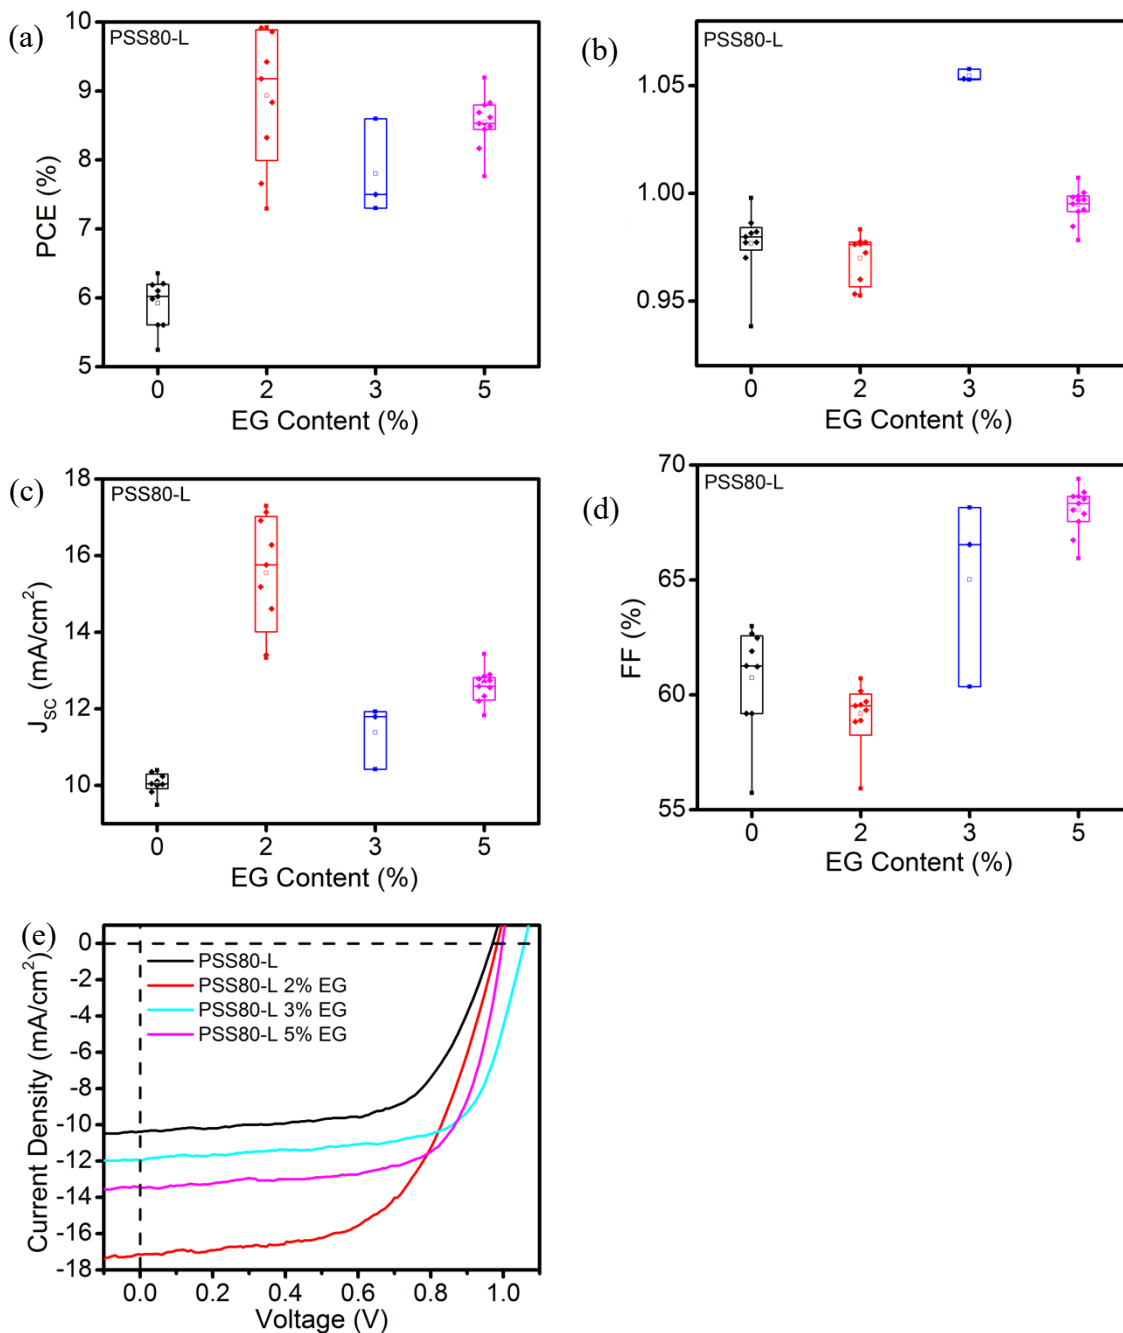 (a)
PSS80-L
PCE (%)
10
9
8
7
6
5
0 2 3 5
EG Content (%)
(b)
PSS80-L
1.05
1.00
0.95
0 2 3 5
EG Content (%)
(c)
PSS80-L
J_SC (mA/cm²)
18
16
14
12
10
0 2 3 5
EG Content (%)
(d)
PSS80-L
FF (%)
70
65
60
55
0 2 3 5
EG Content (%)
(e)
Current Density (mA/cm²)
0
-2
-4
-6
-8
-10
-12
-14
-16
-18
PSS80-L
PSS80-L 2% EG
PSS80-L 3% EG
PSS80-L 5% EG
0.0 0.2 0.4 0.6 0.8 1.0
Voltage (V)